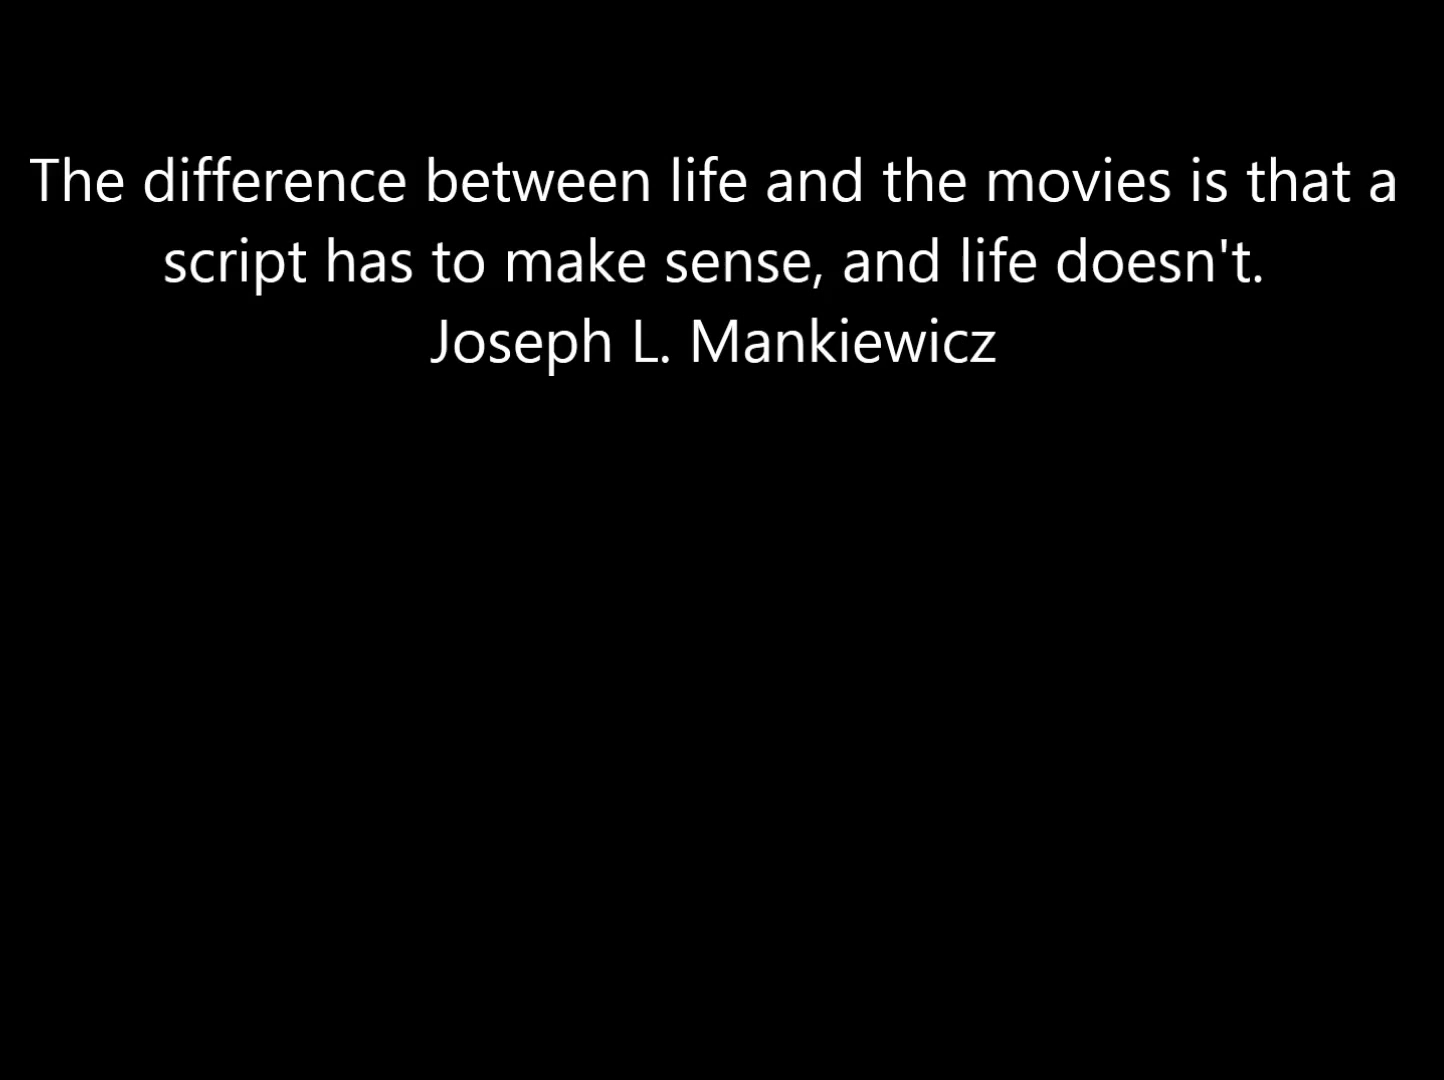 The difference between life and the movies is that a
script has to make sense, and life doesn't.
Joseph L. Mankiewicz